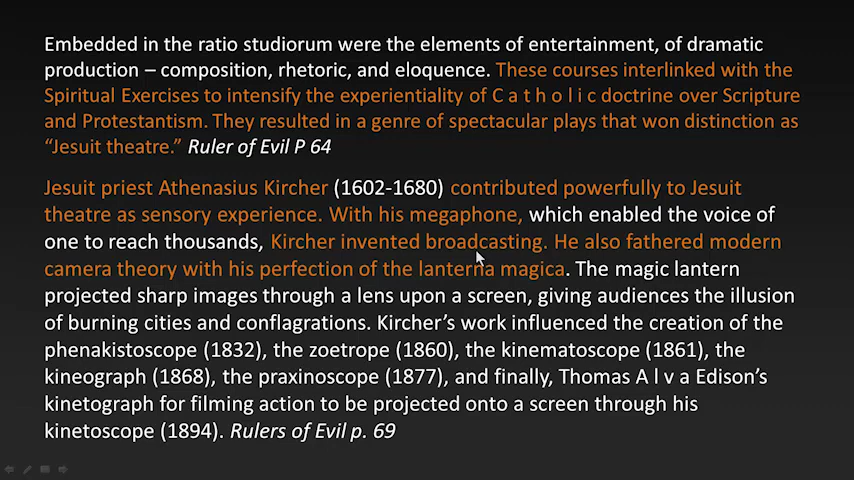 Embedded in the ratio studiorum were the elements of entertainment, of dramatic
production – composition, rhetoric, and eloquence. These courses interlinked with the
Spiritual Exercises to intensify the experientiality of C a t h o l i c doctrine over Scripture
and Protestantism. They resulted in a genre of spectacular plays that won distinction as
“Jesuit theatre.” Ruler of Evil P 64
Jesuit priest Athenasius Kircher (1602-1680) contributed powerfully to Jesuit
theatre as sensory experience. With his megaphone, which enabled the voice of
one to reach thousands, Kircher invented broadcasting. He also fathered modern
camera theory with his perfection of the lanterna magica. The magic lantern
projected sharp images through a lens upon a screen, giving audiences the illusion
of burning cities and conflagrations. Kircher’s work influenced the creation of the
phenakistoscope (1832), the zoetrope (1860), the kinematoscope (1861), the
kineograph (1868), the praxinoscope (1877), and finally, Thomas A l v a Edison’s
kinetograph for filming action to be projected onto a screen through his
kinetoscope (1894). Rulers of Evil p. 69